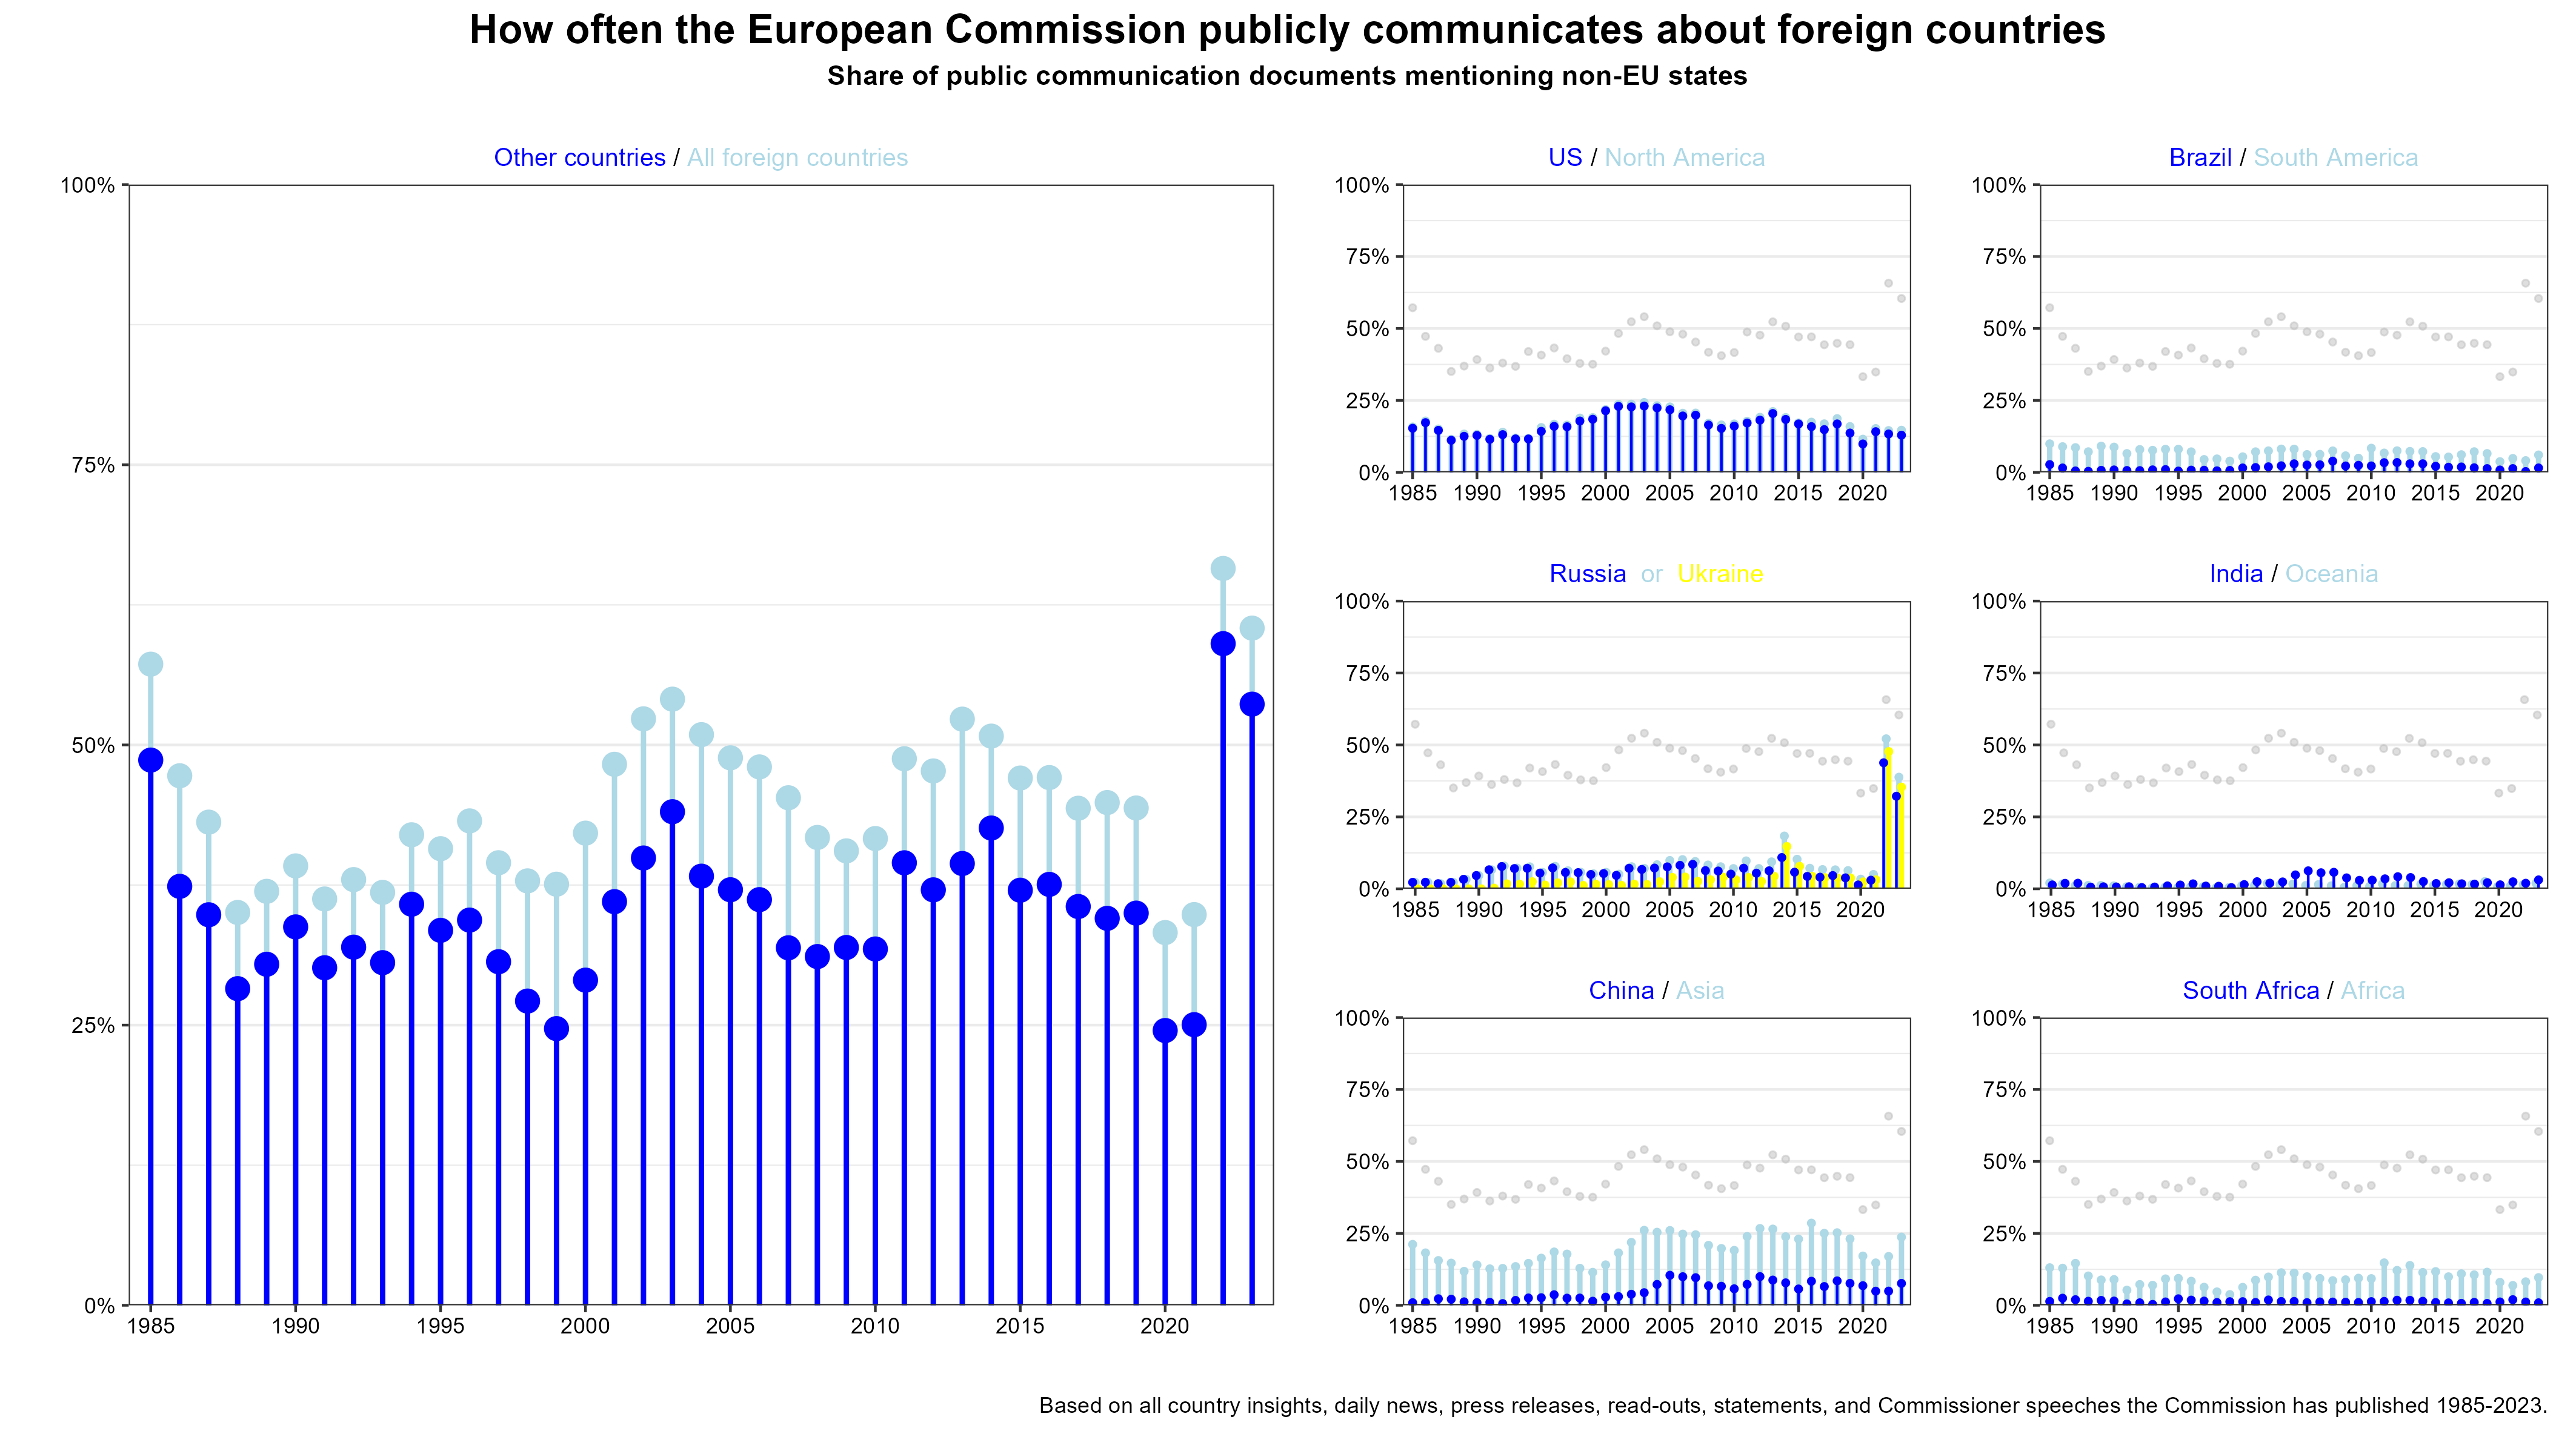 How often the European Commission publicly communicates about foreign countries
Share of public communication documents mentioning non-EU states
Other countries / All foreign countries
100%
75%
50%
25%
0%
1985 1990 1995 2000 2005 2010 2015 2020
US / North America
100%
75%
50%
25%
0%
1985 1990 1995 2000 2005 2010 2015 2020
Brazil / South America
100%
75%
50%
25%
0%
1985 1990 1995 2000 2005 2010 2015 2020
Russia or Ukraine
100%
75%
50%
25%
0%
1985 1990 1995 2000 2005 2010 2015 2020
India / Oceania
100%
75%
50%
25%
0%
1985 1990 1995 2000 2005 2010 2015 2020
China / Asia
100%
75%
50%
25%
0%
1985 1990 1995 2000 2005 2010 2015 2020
South Africa / Africa
100%
75%
50%
25%
0%
1985 1990 1995 2000 2005 2010 2015 2020
Based on all country insights, daily news, press releases, read-outs, statements, and Commissioner speeches the Commission has published 1985-2023.